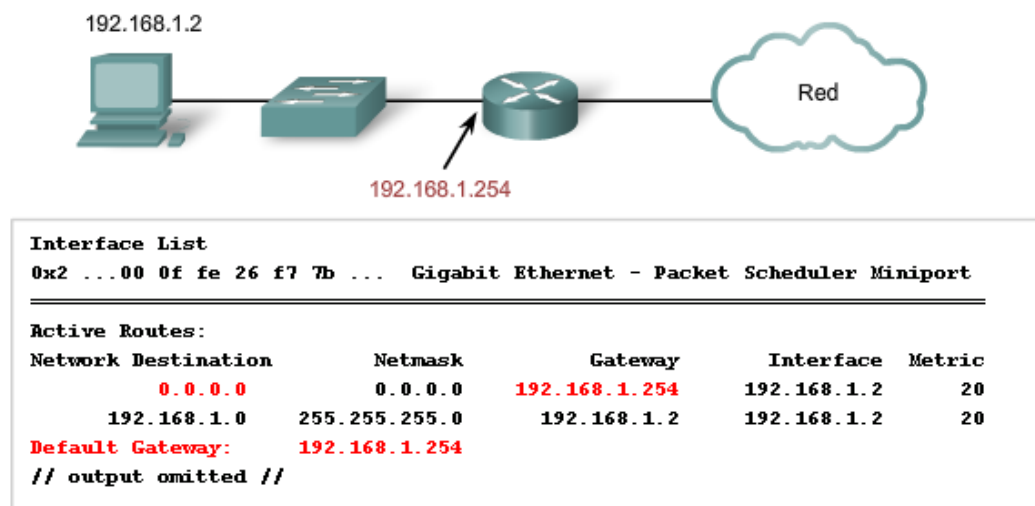 192.168.1.2
Red
192.168.1.254
Interface List
0x2 ...00 0f fe 26 f7 7b ... Gigabit Ethernet - Packet Scheduler Miniport
Active Routes:
Network Destination Netmask Gateway Interface Metric
0.0.0.0 0.0.0.0 192.168.1.254 192.168.1.2 20
192.168.1.0 255.255.255.0 192.168.1.2 192.168.1.2 20
Default Gateway: 192.168.1.254
// output omitted //